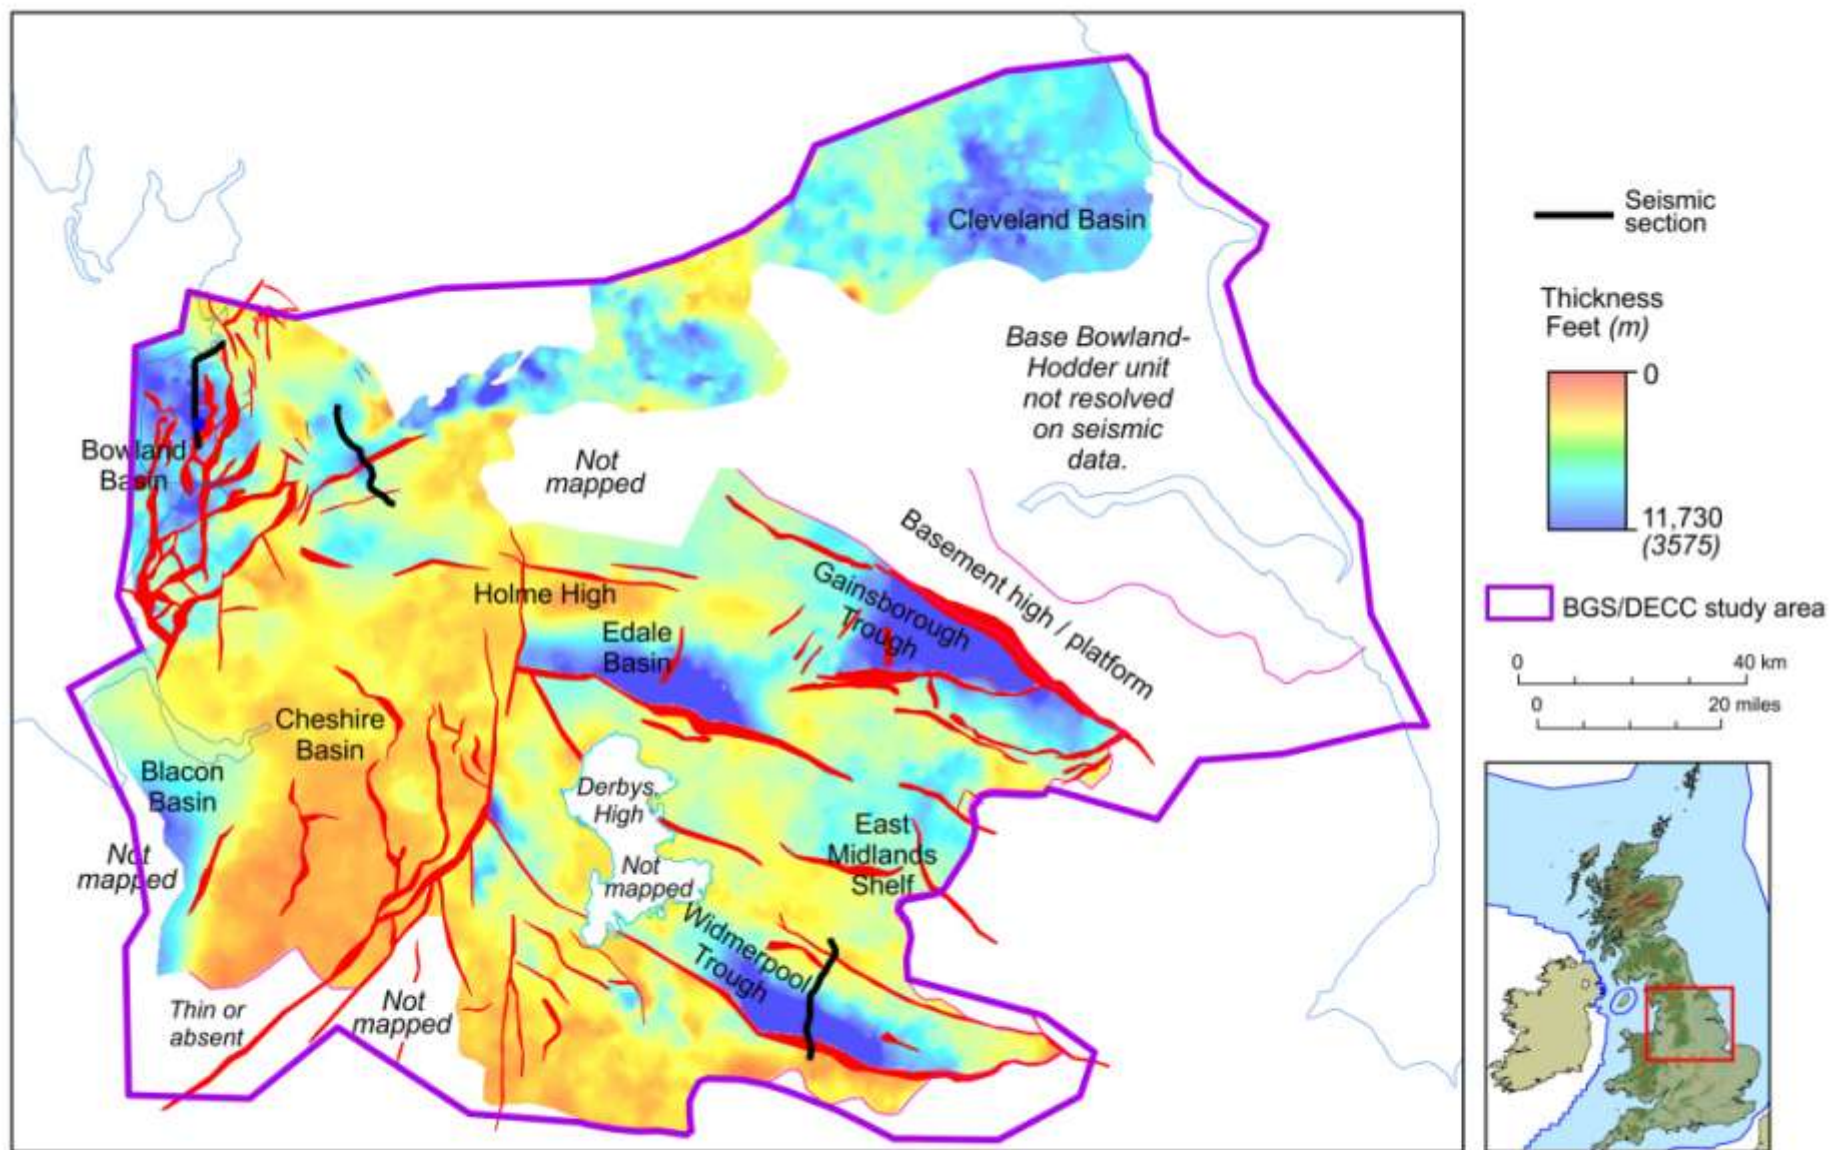 Cleveland Basin
Base Bowland-
Hodder unit
not resolved
on seismic
data.
Bowland
Basin
Not
mapped
Basement high / platform
Gainsborough
Trough
Holme High
Edale
Basin
Cheshire
Basin
Blacon
Basin
Derbys.
High
Not
mapped
East
Midlands
Shelf
Not
mapped
Widmerpool
Trough
Thin or
absent
Not
mapped
Seismic
section
Thickness
Feet (m)
0
11,730
(3575)
BGS/DECC study area
0 40 km
0 20 miles